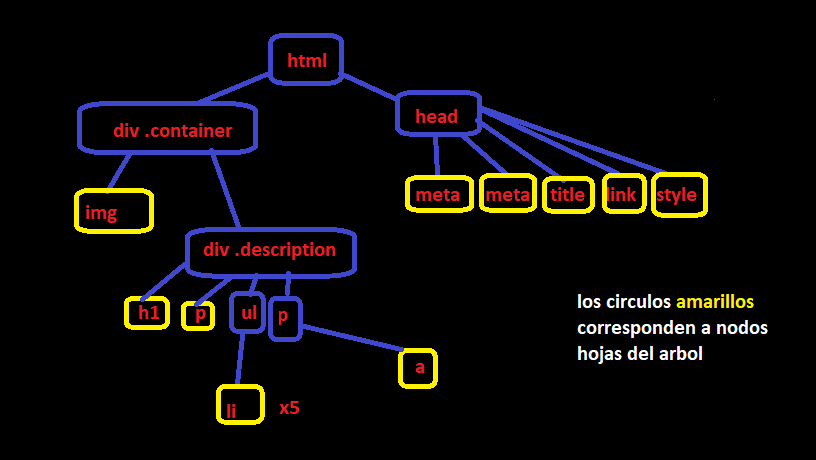 html
div .container
head
img
meta
meta
title
link
style
div .description
h1
p
ul
p
a
li
x5
los circulos amarillos
corresponden a nodos
hojas del arbol